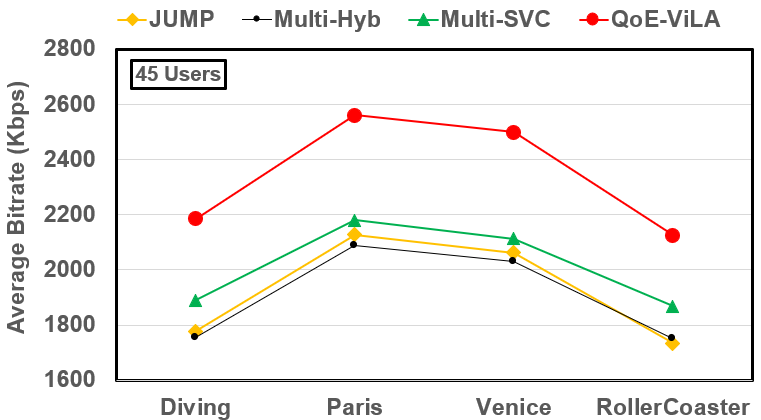 JUMP Multi-Hyb Multi-SVC QoE-ViLA
45 Users
Average Bitrate (Kbps)
2800
2600
2400
2200
2000
1800
1600
Diving Paris Venice RollerCoaster